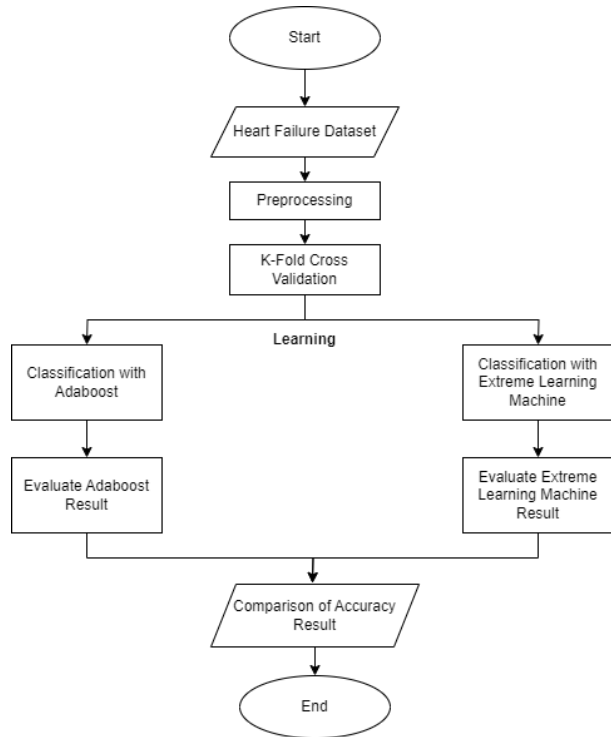 Start
Heart Failure Dataset
Preprocessing
K-Fold Cross
Validation
Learning
Classification with
Adaboost
Classification with
Extreme Learning
Machine
Evaluate Adaboost
Result
Evaluate Extreme
Learning Machine
Result
Comparison of Accuracy
Result
End